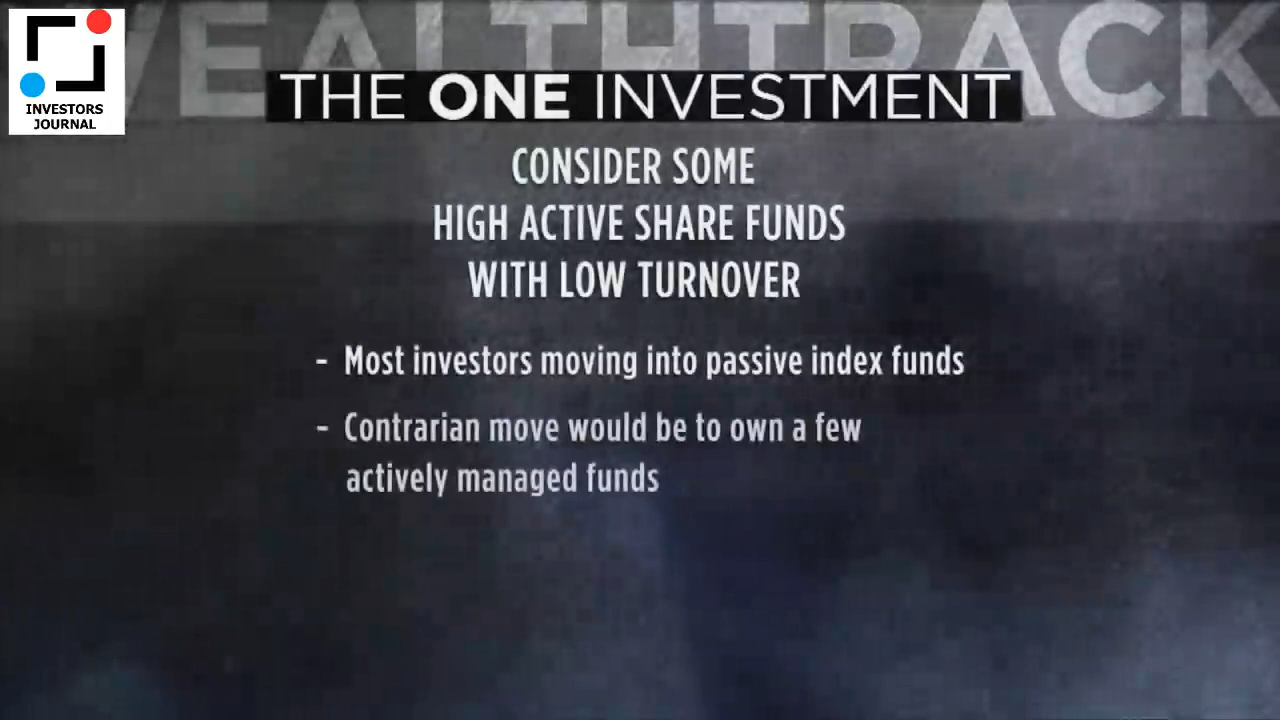 WEALTHTRACK
INVESTORS
JOURNAL
THE ONE INVESTMENT
CONSIDER SOME
HIGH ACTIVE SHARE FUNDS
WITH LOW TURNOVER
- Most investors moving into passive index funds
- Contrarian move would be to own a few
actively managed funds